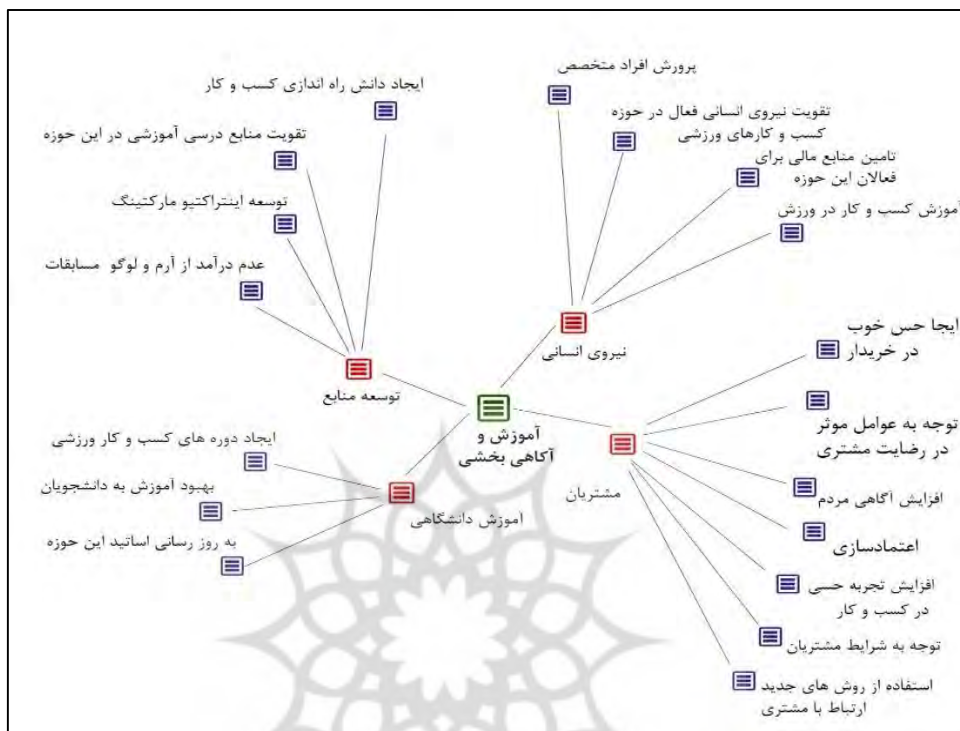 پرورش افراد متخصص
ایجاد دانش راه اندازی کسب و کار
تقویت نیروی انسانی فعال در حوزه
کسب و کارهای ورزشی
تقویت منابع درسی آموزشی در این حوزه
تامین منابع مالی برای
فعالان این حوزه
توسعه اینتراکتیو مارکتینگ
آموزش کسب و کار در ورزش
عدم درآمد از آرم و لوگو مسابقات
نیروی انسانی
توسعه منابع
ایجا حس خوب
در خریدار
آموزش و
آکاهی بخشی
توجه به عوامل موثر
در رضایت مشتری
ایجاد دوره های کسب و کار ورزشی
مشتریان
افزایش آگاهی مردم
بهبود آموزش به دانشجویان
آموزش دانشگاهی
اعتمادسازی
به روز رسانی اساتید این حوزه
افزایش تجربه حسی
در کسب و کار
توجه به شرایط مشتریان
استفاده از روش های جدید
ارتباط با مشتری